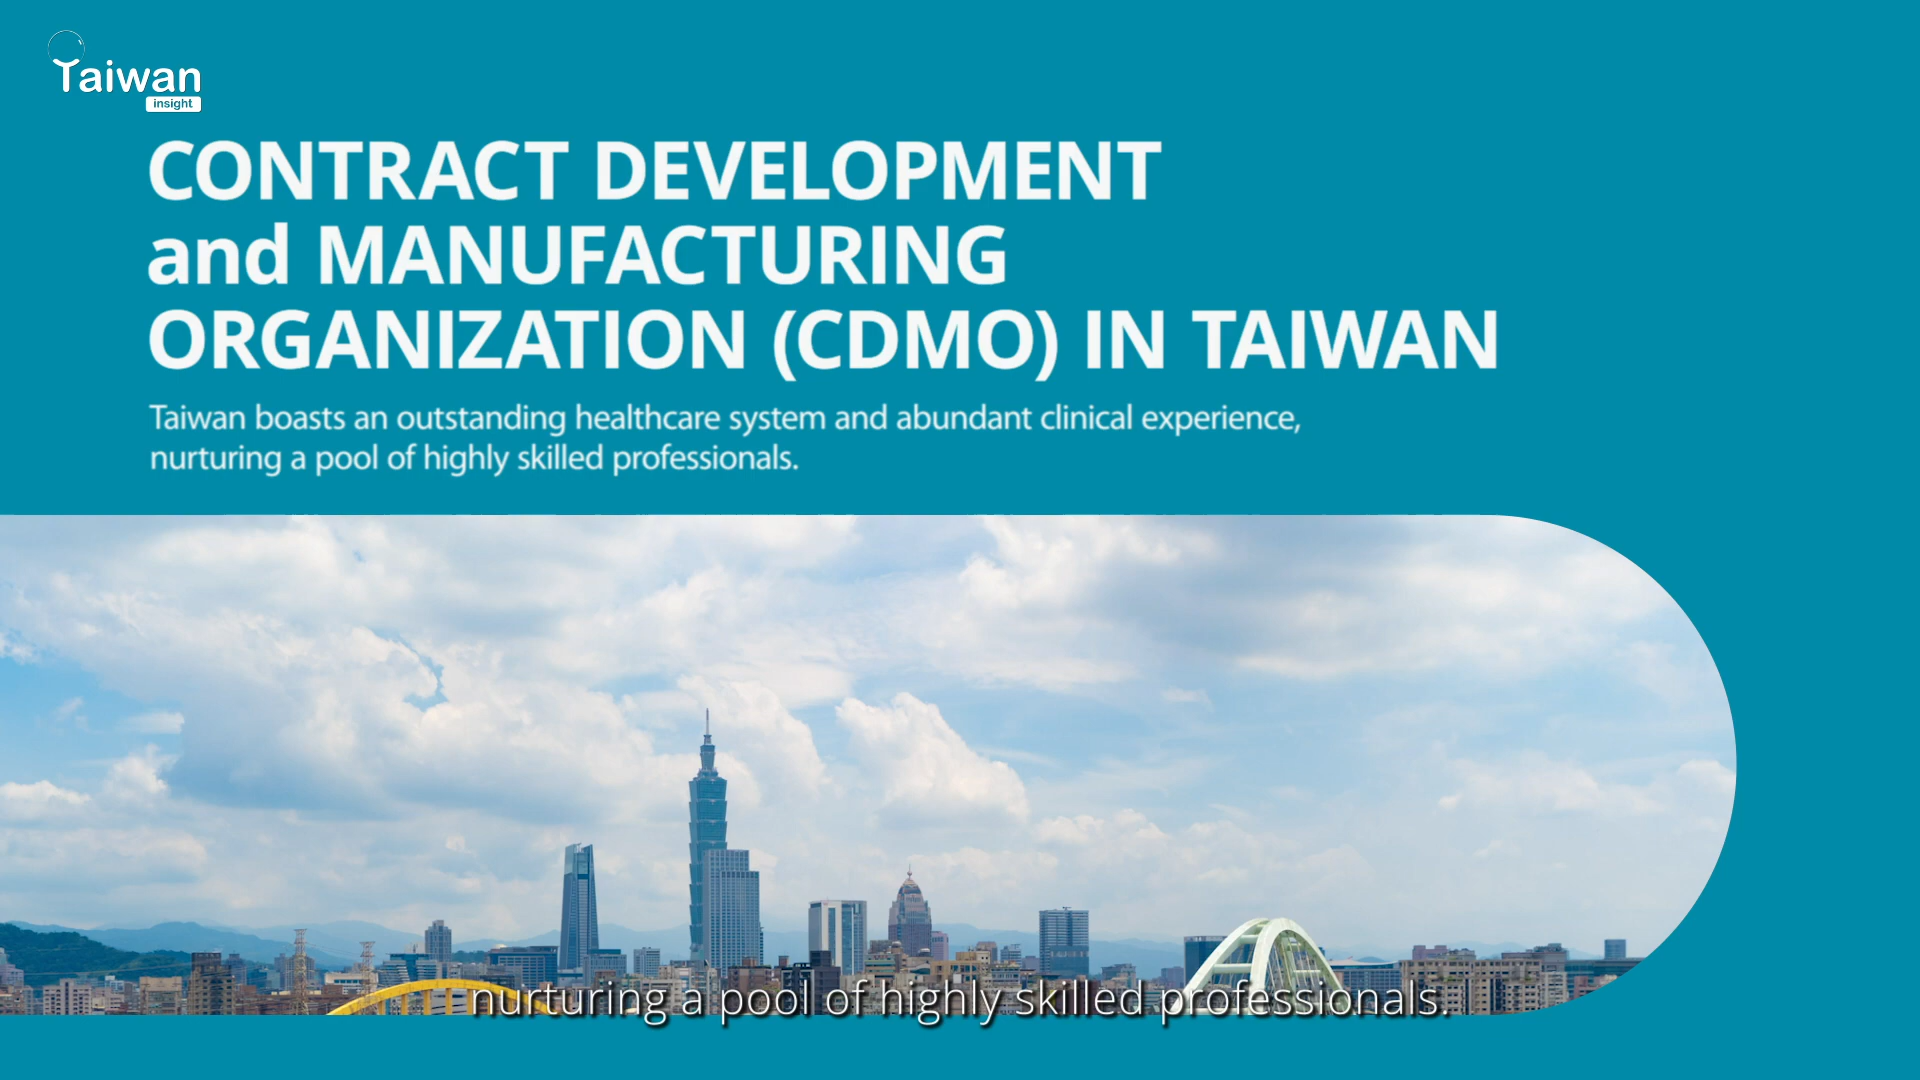 Taiwan
insight
CONTRACT DEVELOPMENT
and MANUFACTURING
ORGANIZATION (CDMO) IN TAIWAN
Taiwan boasts an outstanding healthcare system and abundant clinical experience,
nurturing a pool of highly skilled professionals.
nurturing a pool of highly skilled professionals.